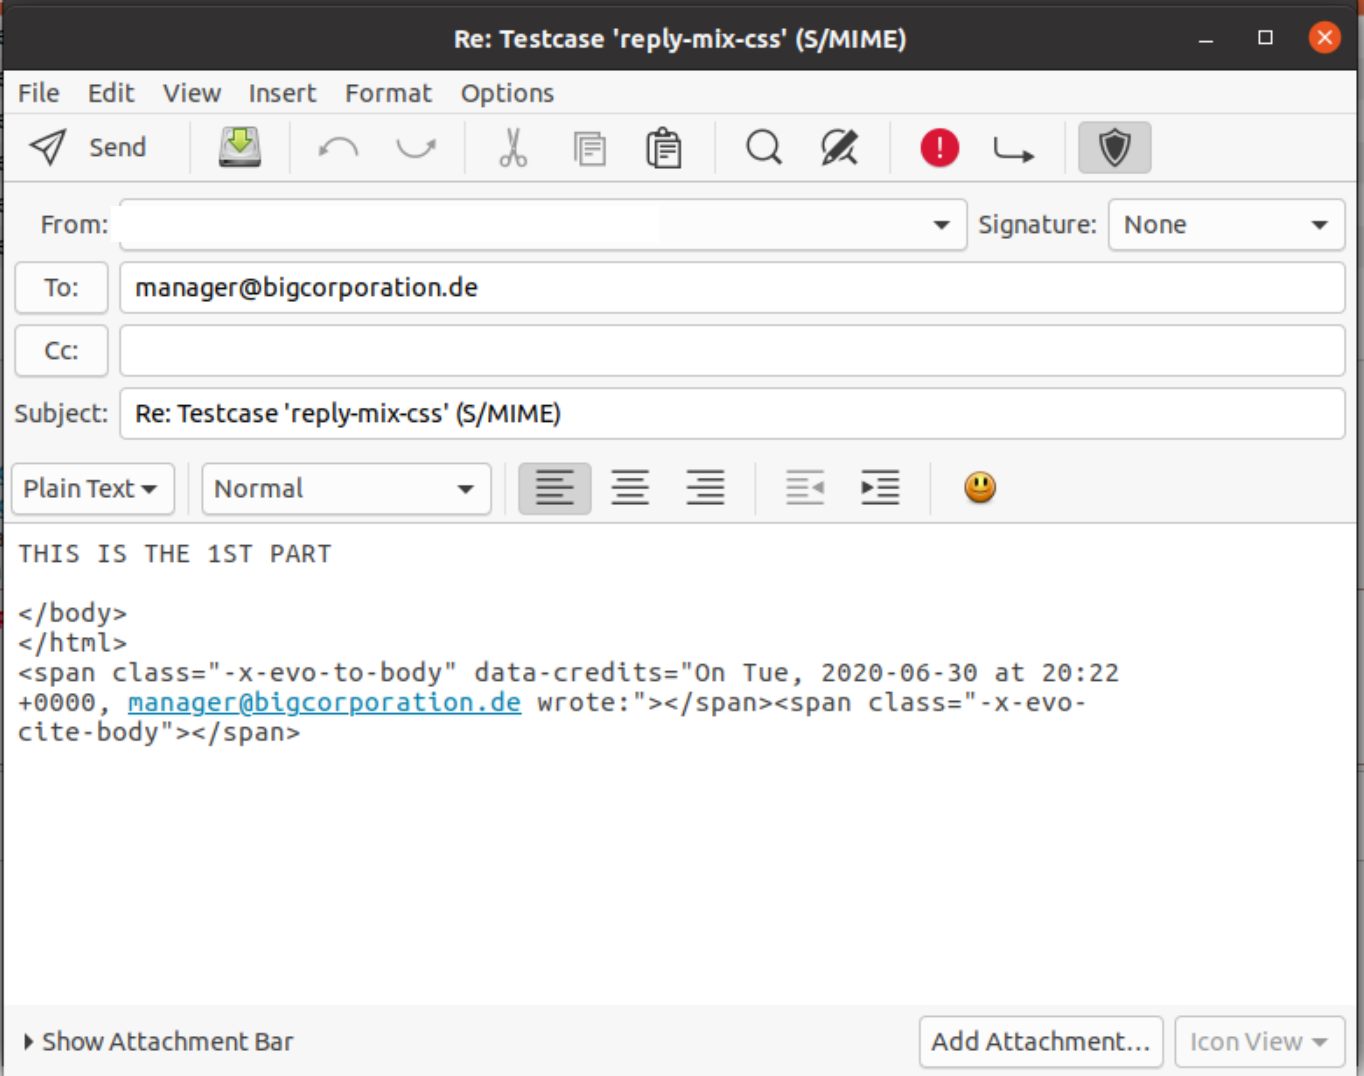 Re: Testcase 'reply-mix-css' (S/MIME)
File Edit View Insert Format Options
Send
From: Signature: None
To: manager@bigcorporation.de
Cc:
Subject: Re: Testcase 'reply-mix-css' (S/MIME)
Plain Text Normal
THIS IS THE 1ST PART
</body>
</html>
<span class="-x-evo-to-body" data-credits="On Tue, 2020-06-30 at 20:22
+0000, manager@bigcorporation.de wrote:"></span><span class="-x-evo-
cite-body"></span>
Show Attachment Bar Add Attachment... Icon View